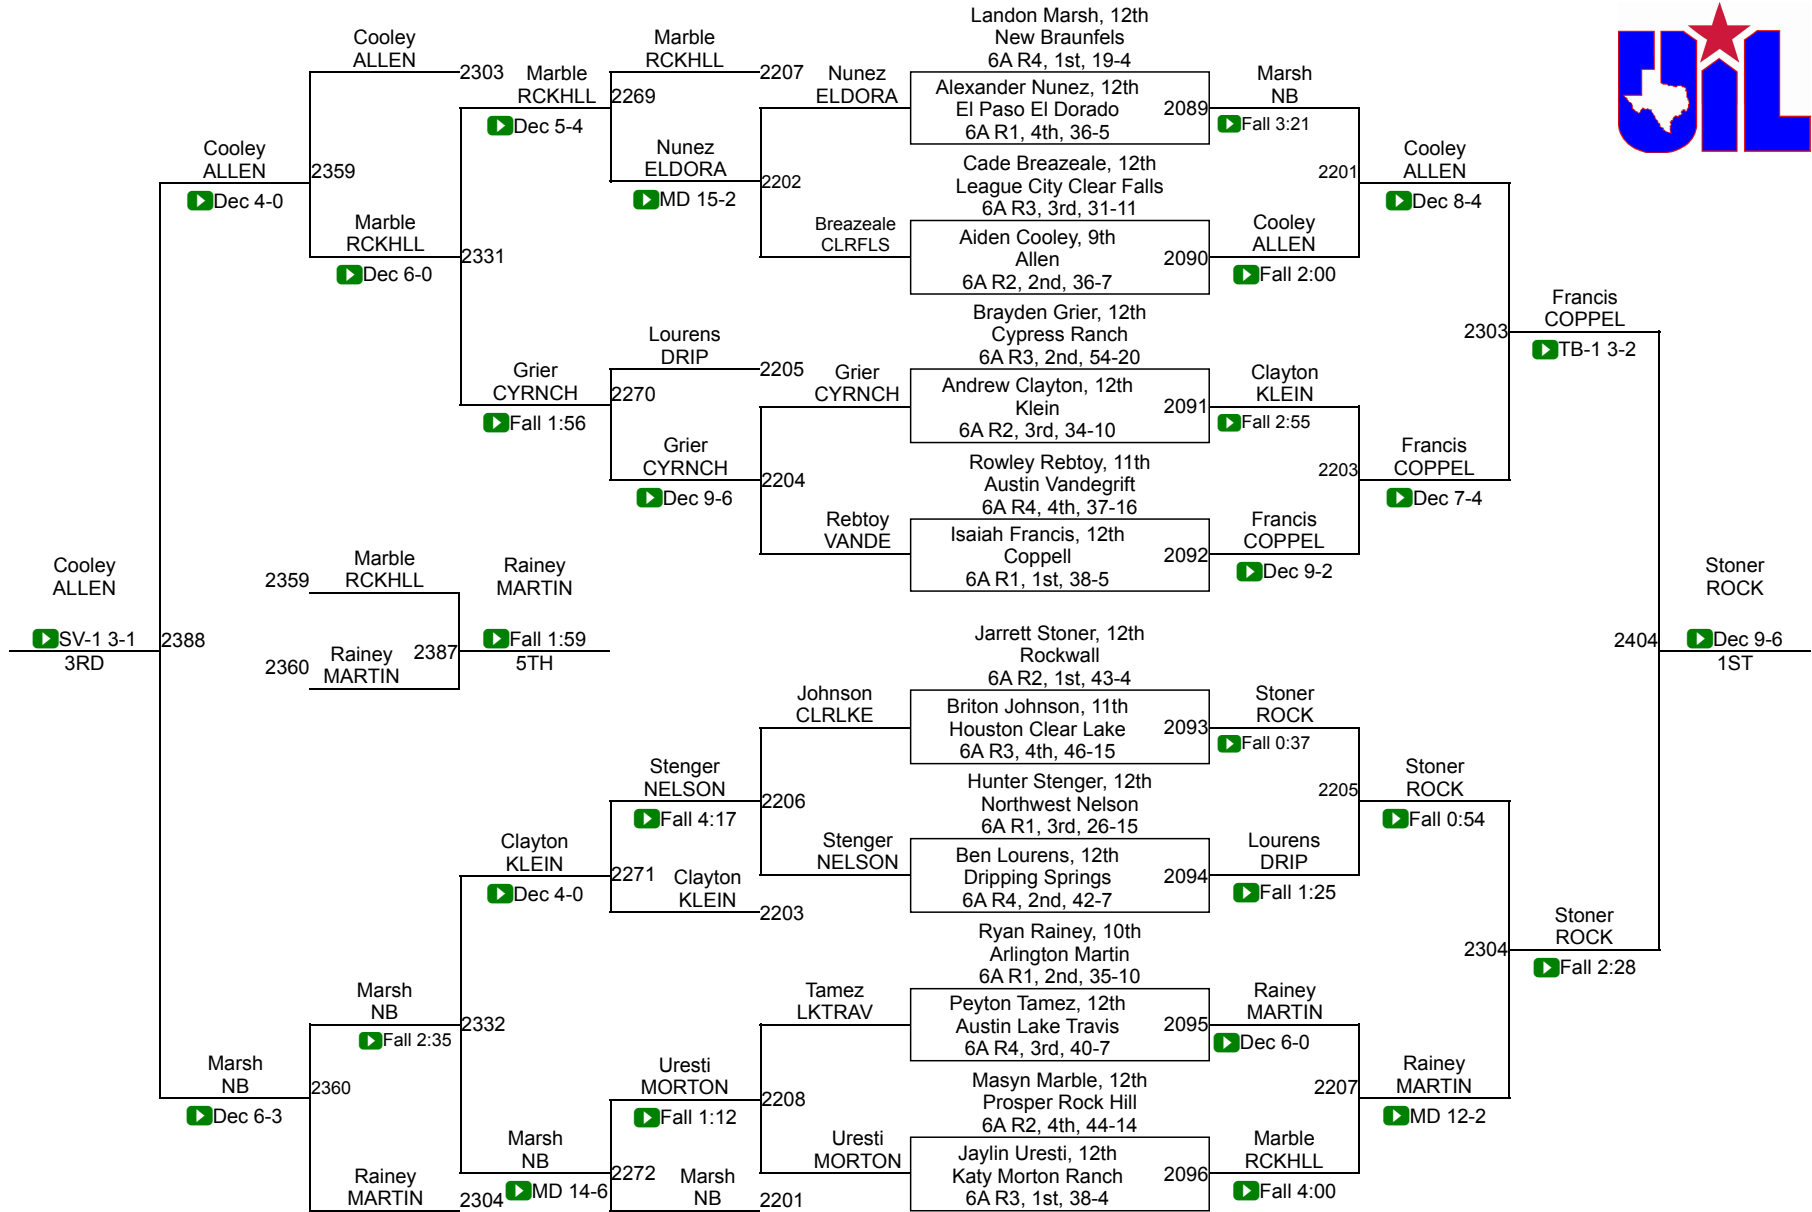 Landon Marsh, 12th
New Braunfels
6A R4, 1st, 19-4
Alexander Nunez, 12th
El Paso El Dorado
6A R1, 4th, 36-5
2089
Cade Breazeale, 12th
League City Clear Falls
6A R3, 3rd, 31-11
Aiden Cooley, 9th
Allen
6A R2, 2nd, 36-7
2090
Brayden Grier, 12th
Cypress Ranch
6A R3, 2nd, 54-20
Andrew Clayton, 12th
Klein
6A R2, 3rd, 34-10
2091
Rowley Rebtoy, 11th
Austin Vandegrift
6A R4, 4th, 37-16
Isaiah Francis, 12th
Coppell
6A R1, 1st, 38-5
2092
Jarrett Stoner, 12th
Rockwall
6A R2, 1st, 43-4
Briton Johnson, 11th
Houston Clear Lake
6A R3, 4th, 46-15
2093
Hunter Stenger, 12th
Northwest Nelson
6A R1, 3rd, 26-15
Ben Lourens, 12th
Dripping Springs
6A R4, 2nd, 42-7
2094
Ryan Rainey, 10th
Arlington Martin
6A R1, 2nd, 35-10
Peyton Tamez, 12th
Austin Lake Travis
6A R4, 3rd, 40-7
2095
Masyn Marble, 12th
Prosper Rock Hill
6A R2, 4th, 44-14
Jaylin Uresti, 12th
Katy Morton Ranch
6A R3, 1st, 38-4
2096
Marsh
NB
Fall 3:21
2201
Cooley
ALLEN
Fall 2:00
Clayton
KLEIN
Fall 2:55
2203
Francis
COPPEL
Dec 9-2
Stoner
ROCK
Fall 0:37
2205
Lourens
DRIP
Fall 1:25
Rainey
MARTIN
Dec 6-0
2207
Marble
RCKHLL
Fall 4:00
Cooley
ALLEN
Dec 8-4
2303
Francis
COPPEL
Dec 7-4
Stoner
ROCK
Fall 0:54
2304
Rainey
MARTIN
MD 12-2
Francis
COPPEL
TB-1 3-2
2404
Stoner
ROCK
Fall 2:28
Stoner
ROCK
Dec 9-6
1ST
UIL
Nunez
ELDORA
2202
Breazeale
CLRFLS
Grier
CYRNCH
2204
Rebtoy
VANDE
Johnson
CLRLKE
2206
Stenger
NELSON
Tamez
LKTRAV
2208
Uresti
MORTON
Marble
RCKHLL
2207
2269
Nunez
ELDORA
MD 15-2
Lourens
DRIP
2205
2270
Grier
CYRNCH
Dec 9-6
Stenger
NELSON
Fall 4:17
2271
Clayton
KLEIN
2203
Uresti
MORTON
Fall 1:12
2272
Marsh
NB
2201
Marble
RCKHLL
Dec 5-4
2331
Grier
CYRNCH
Fall 1:56
Clayton
KLEIN
Dec 4-0
2332
Marsh
NB
MD 14-6
Cooley
ALLEN
2303
2359
Marble
RCKHLL
Dec 6-0
Marsh
NB
Fall 2:35
2360
Rainey
MARTIN
2304
Cooley
ALLEN
Dec 4-0
2388
Marsh
NB
Dec 6-3
Cooley
ALLEN
SV-1 3-1
3RD
2359
Marble
RCKHLL
2387
2360
Rainey
MARTIN
Rainey
MARTIN
Fall 1:59
5TH